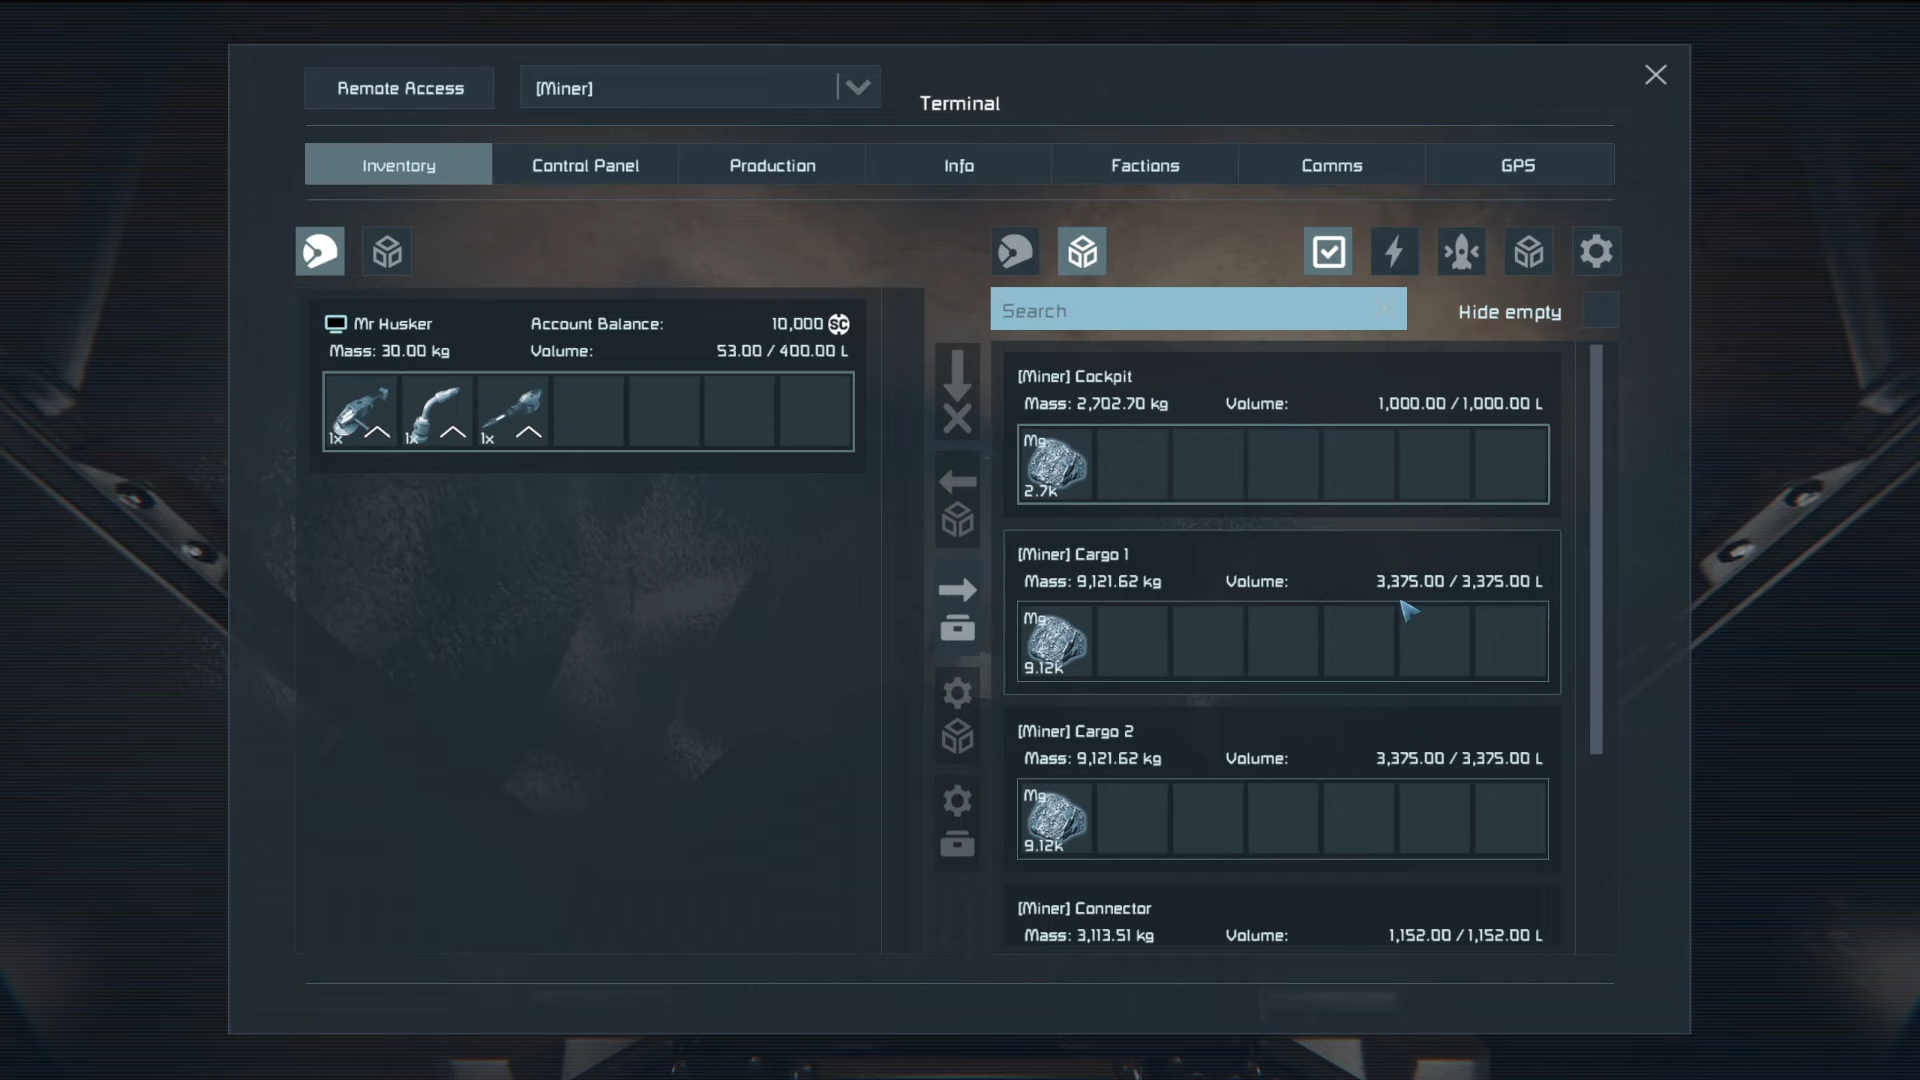 Remote Access
[Miner]
Terminal
Inventory
Control Panel
Production
Info
Factions
Comms
GPS
Mr Husker
Account Balance:
10,000 SC
Mass: 30.00 kg
Volume:
53.00 / 400.00 L
1x
1x
1x
Search
Hide empty
[Miner] Cockpit
Mass: 2,702.70 kg
Volume:
1,000.00 / 1,000.00 L
Mg
2.7k
[Miner] Cargo 1
Mass: 9,121.62 kg
Volume:
3,375.00 / 3,375.00 L
Mg
9.12k
[Miner] Cargo 2
Mass: 9,121.62 kg
Volume:
3,375.00 / 3,375.00 L
Mg
9.12k
[Miner] Connector
Mass: 3,113.51 kg
Volume:
1,152.00 / 1,152.00 L